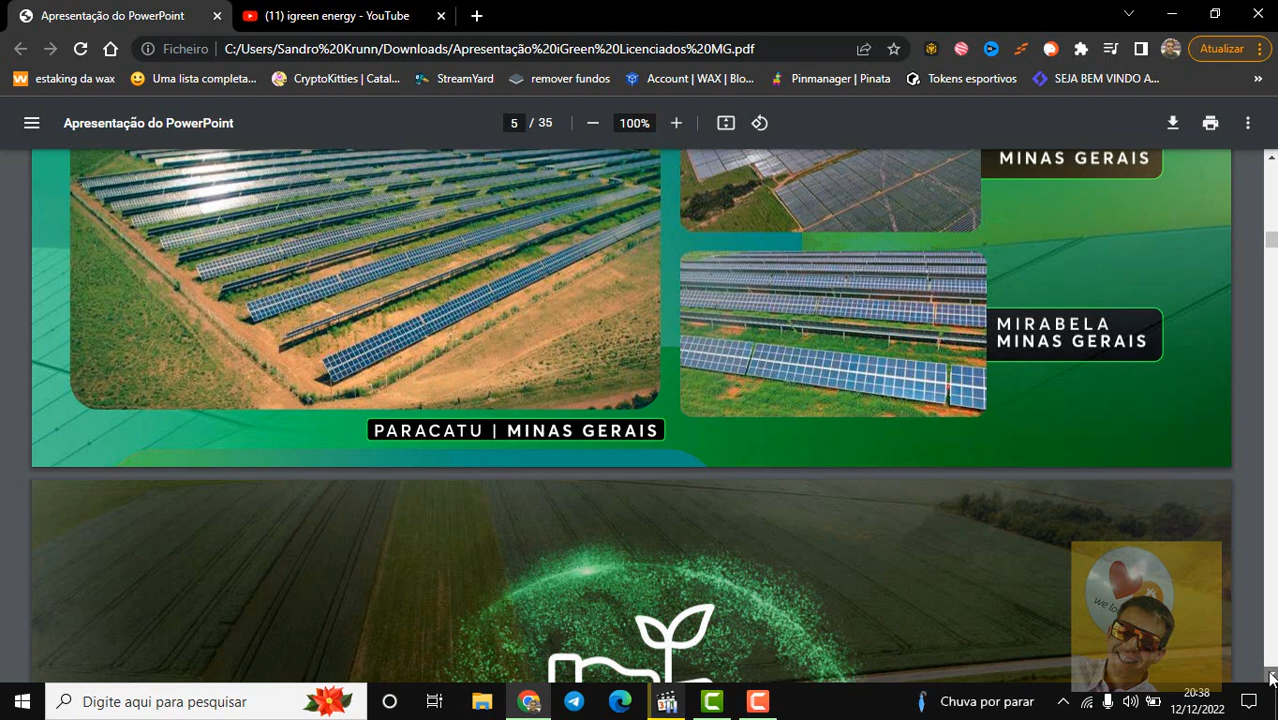 Apresentação do PowerPoint
(11) igreen energy - YouTube
Ficheiro
C:/Users/Sandro%20Krunn/Downloads/Apresentação%20iGreen%20Licenciados%20MG.pdf
Atualizar
estaking da wax
Uma lista completa...
CryptoKitties | Catal...
StreamYard
remover fundos
Account | WAX | Blo...
Pinmanager | Pinata
Tokens esportivos
SEJA BEM VINDO A...
»
Apresentação do PowerPoint
5 / 35
100%
MINAS GERAIS
MIRABELA
MINAS GERAIS
PARACATU | MINAS GERAIS
Digite aqui para pesquisar
Chuva por parar
20:38
12/12/2022